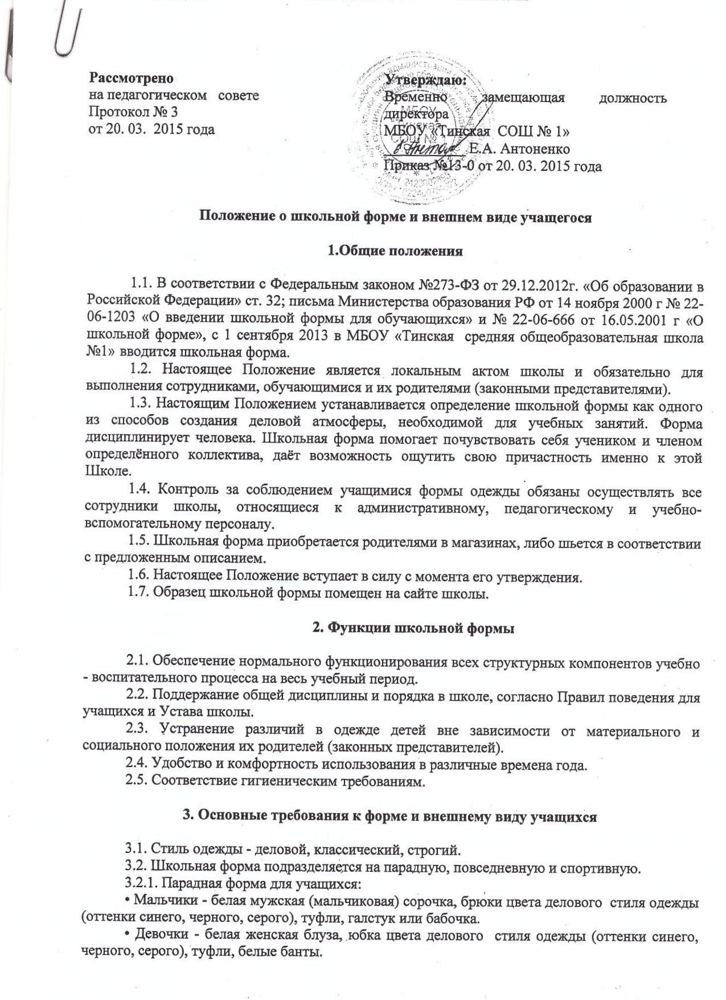 Рассмотрено
на педагогическом совете
Протокол № 3
от 20. 03. 2015 года
Утверждаю:
Временно замещающая должность
директора
МБОУ «Тинская СОШ № 1»
Е.А. Антоненко
Приказ №13-0 от 20. 03. 2015 года
МБОУ
Тинская
СОШ № 1
Положение о школьной форме и внешнем виде учащегося
1.Общие положения
1.1. В соответствии с Федеральным законом №273-ФЗ от 29.12.2012г. «Об образовании в
Российской Федерации» ст. 32; письма Министерства образования РФ от 14 ноября 2000 г № 22-
06-1203 «О введении школьной формы для обучающихся» и № 22-06-666 от 16.05.2001 г «О
школьной форме», с 1 сентября 2013 в МБОУ «Тинская средняя общеобразовательная школа
№1» вводится школьная форма.
1.2. Настоящее Положение является локальным актом школы и обязательно для
выполнения сотрудниками, обучающимися и их родителями (законными представителями).
1.3. Настоящим Положением устанавливается определение школьной формы как одного
из способов создания деловой атмосферы, необходимой для учебных занятий. Форма
дисциплинирует человека. Школьная форма помогает почувствовать себя учеником и членом
определённого коллектива, даёт возможность ощутить свою причастность именно к этой
Школе.
1.4. Контроль за соблюдением учащимися формы одежды обязаны осуществлять все
сотрудники школы, относящиеся к административному, педагогическому и учебно-
вспомогательному персоналу.
1.5. Школьная форма приобретается родителями в магазинах, либо шьется в соответствии
с предложенным описанием.
1.6. Настоящее Положение вступает в силу с момента его утверждения.
1.7. Образец школьной формы помещен на сайте школы.
2. Функции школьной формы
2.1. Обеспечение нормального функционирования всех структурных компонентов учебно
- воспитательного процесса на весь учебный период.
2.2. Поддержание общей дисциплины и порядка в школе, согласно Правил поведения для
учащихся и Устава школы.
2.3. Устранение различий в одежде детей вне зависимости от материального и
социального положения их родителей (законных представителей).
2.4. Удобство и комфортность использования в различные времена года.
2.5. Соответствие гигиеническим требованиям.
3. Основные требования к форме и внешнему виду учащихся
3.1. Стиль одежды - деловой, классический, строгий.
3.2. Школьная форма подразделяется на парадную, повседневную и спортивную.
3.2.1. Парадная форма для учащихся:
• Мальчики - белая мужская (мальчиковая) сорочка, брюки цвета делового стиля одежды
(оттенки синего, черного, серого), туфли, галстук или бабочка.
• Девочки - белая женская блуза, юбка цвета делового стиля одежды (оттенки синего,
черного, серого), туфли, белые банты.